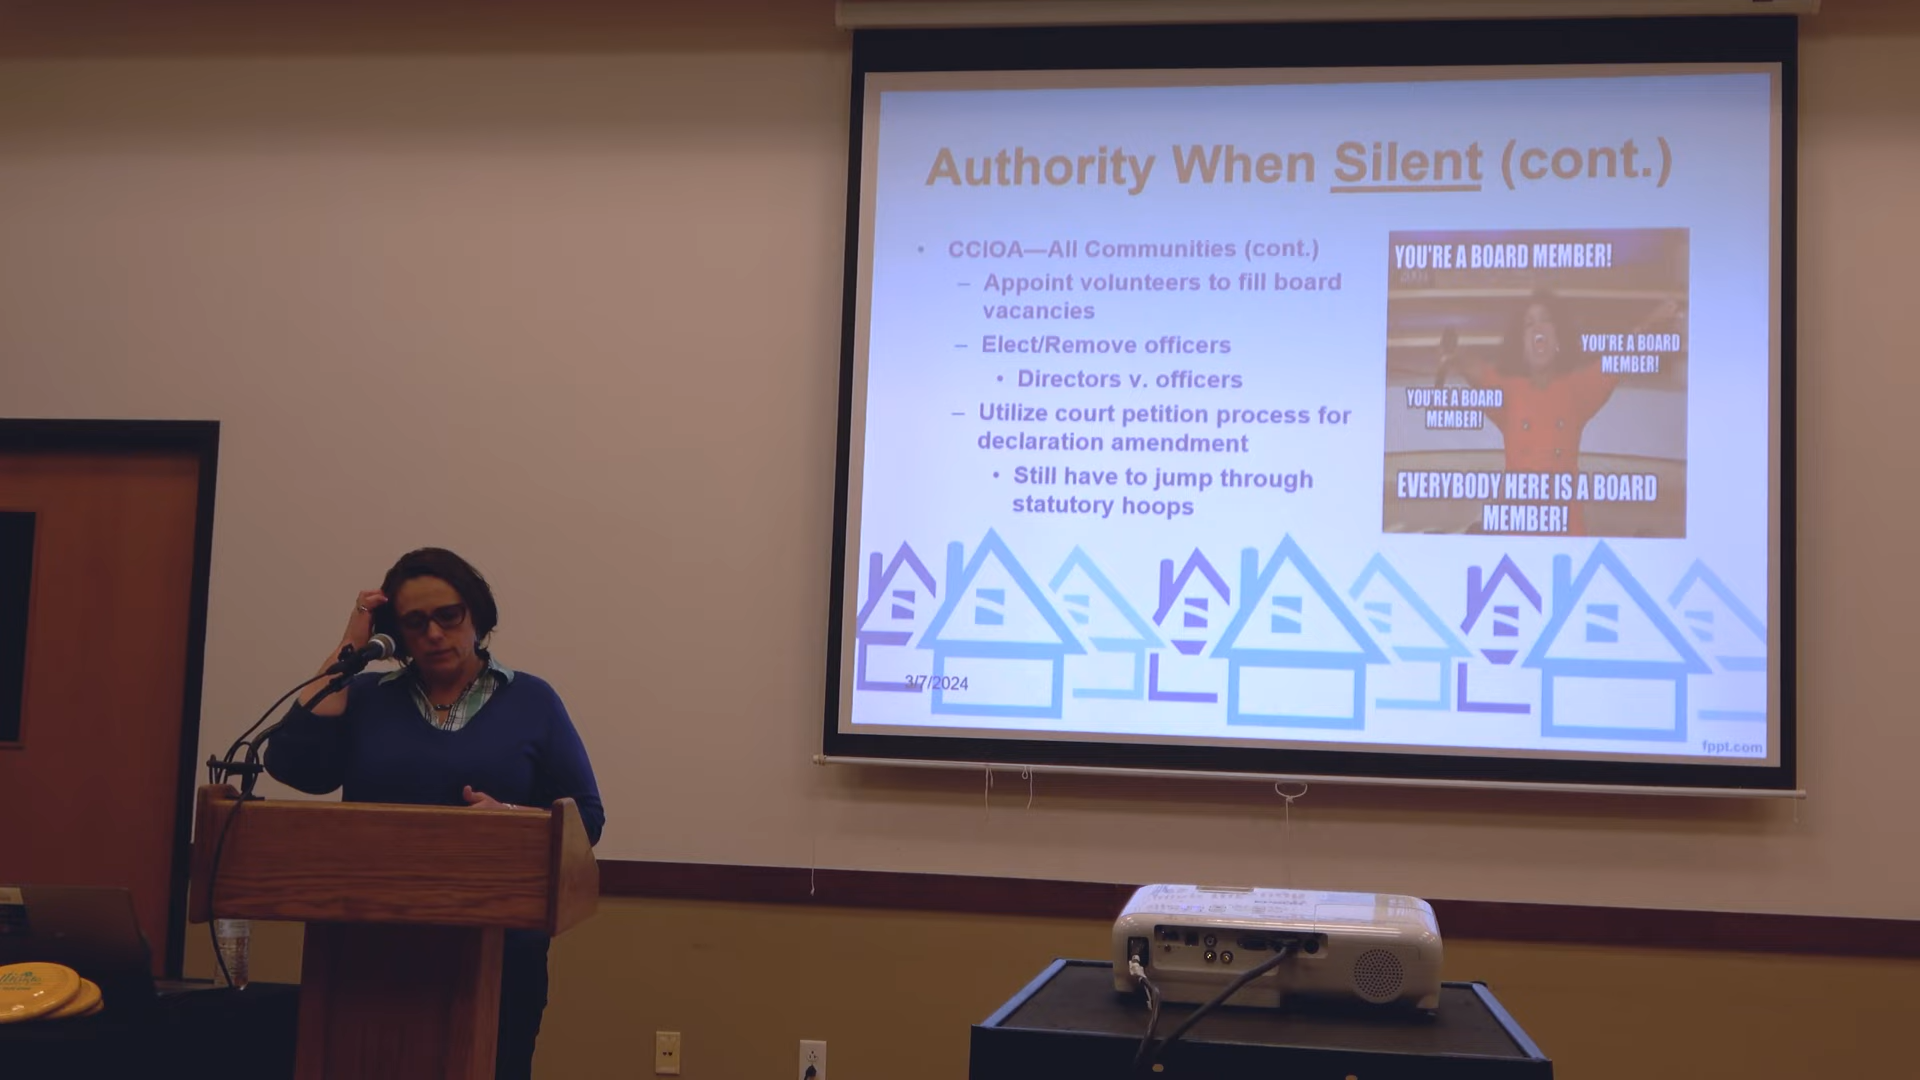 Authority When Silent (cont.)
• CCIOA—All Communities (cont.)
– Appoint volunteers to fill board
vacancies
– Elect/Remove officers
• Directors v. officers
– Utilize court petition process for
declaration amendment
• Still have to jump through
statutory hoops
YOU'RE A BOARD MEMBER!
YOU'RE A BOARD
MEMBER!
YOU'RE A BOARD
MEMBER!
EVERYBODY HERE IS A BOARD
MEMBER!
3/7/2024
fppt.com